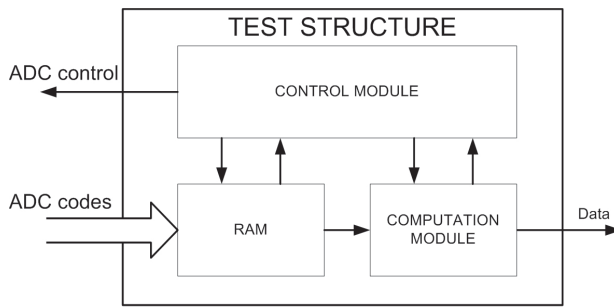 TEST STRUCTURE
ADC control
CONTROL MODULE
ADC codes
RAM
COMPUTATION
MODULE
Data